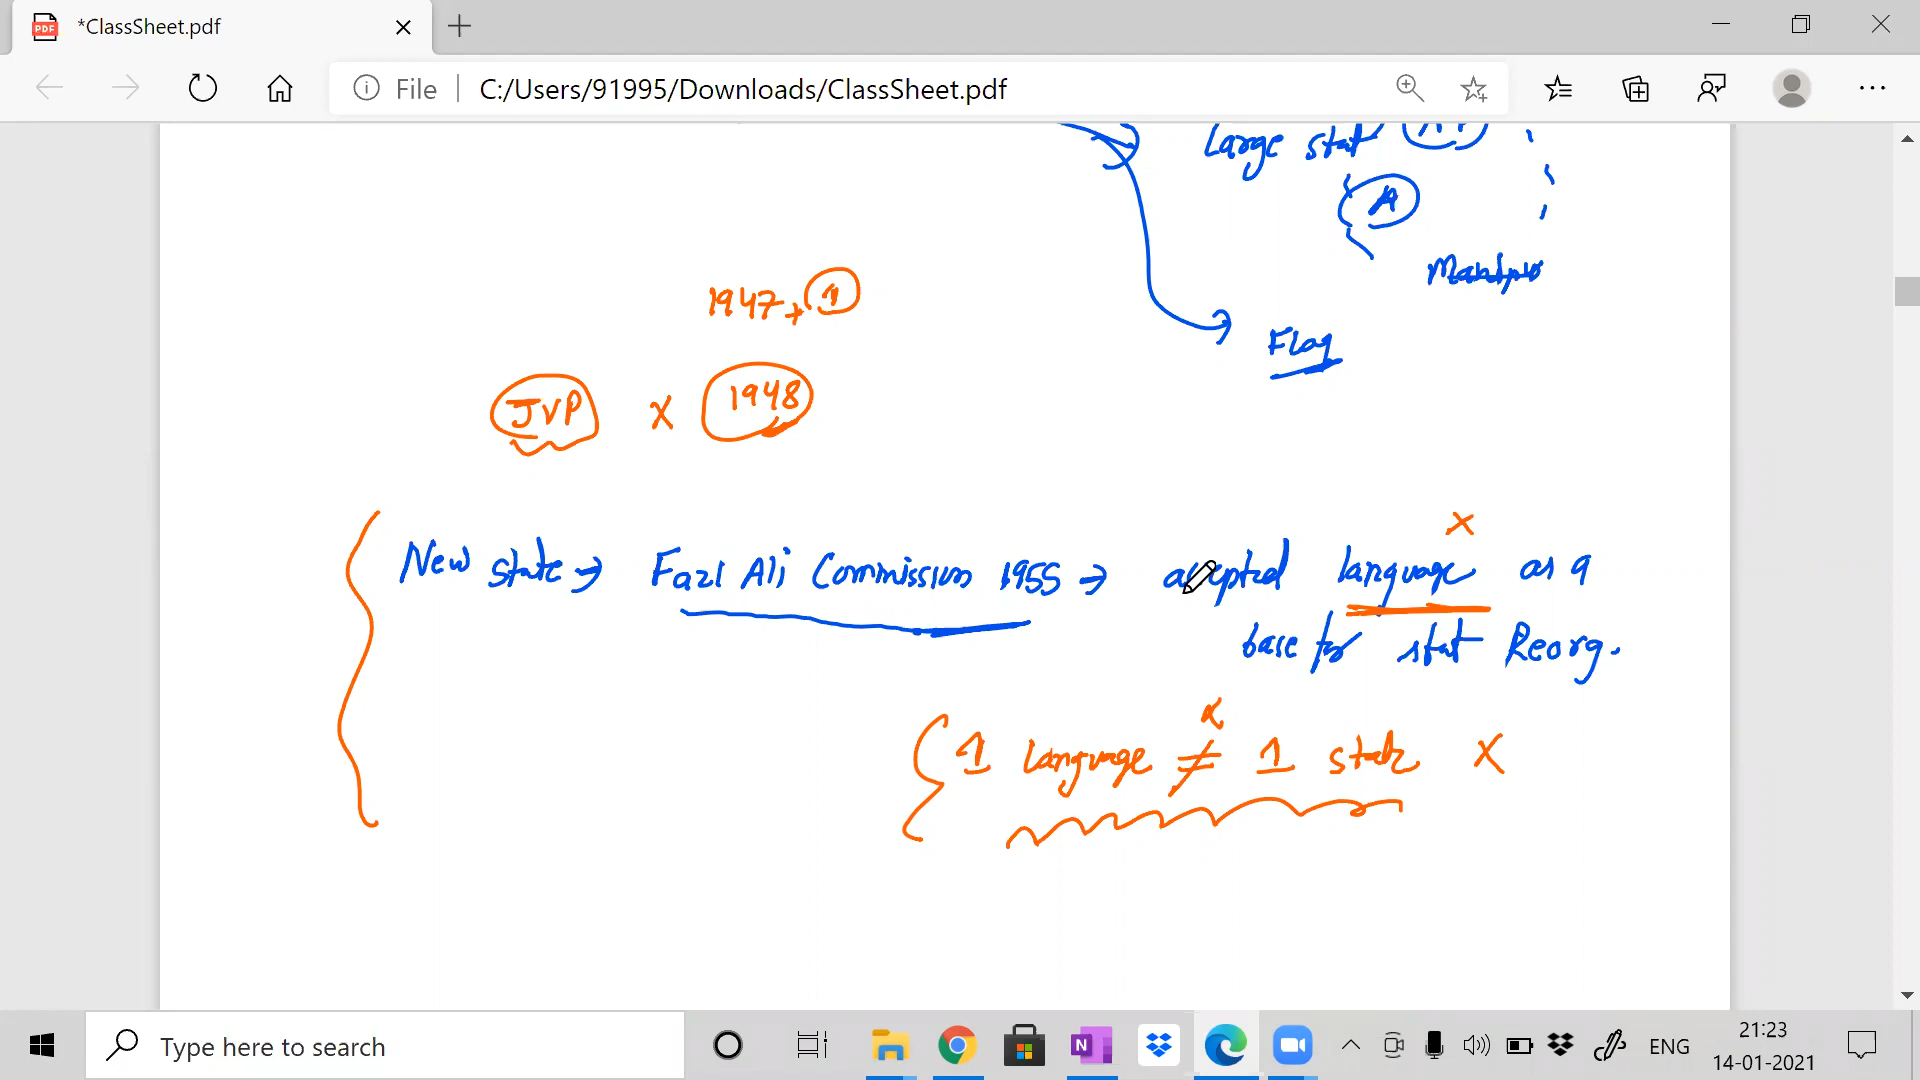 *ClassSheet.pdf
File C:/Users/91995/Downloads/ClassSheet.pdf
Large stat
A
Manipur
1947+ 1
Flag
JVP X 1948
X
New state → Fazl Ali Commission 1955 → accepted language as a
base for stat Reorg.
1 language ≠ 1 state X
Type here to search
ENG
21:23
14-01-2021